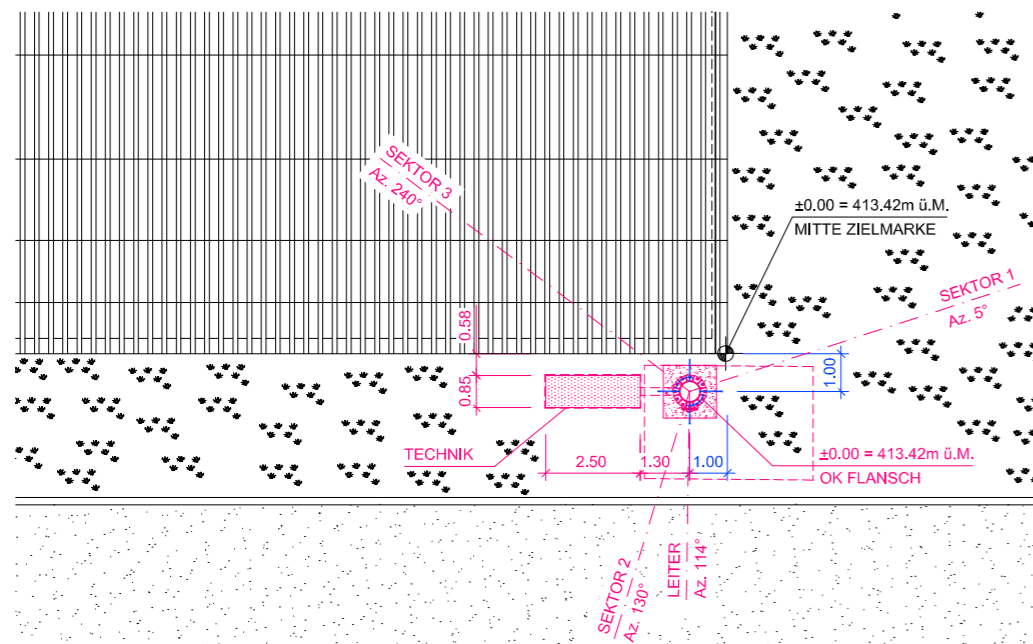 SEKTOR 3
Az. 240°
±0.00 = 413.42m ü.M.
MITTE ZIELMARKE
SEKTOR 1
Az. 5°
0.58
0.85
1.00
TECHNIK
2.50
1.30
1.00
±0.00 = 413.42m ü.M.
OK FLANSCH
SEKTOR 2
Az. 130°
LEITER
Az. 114°